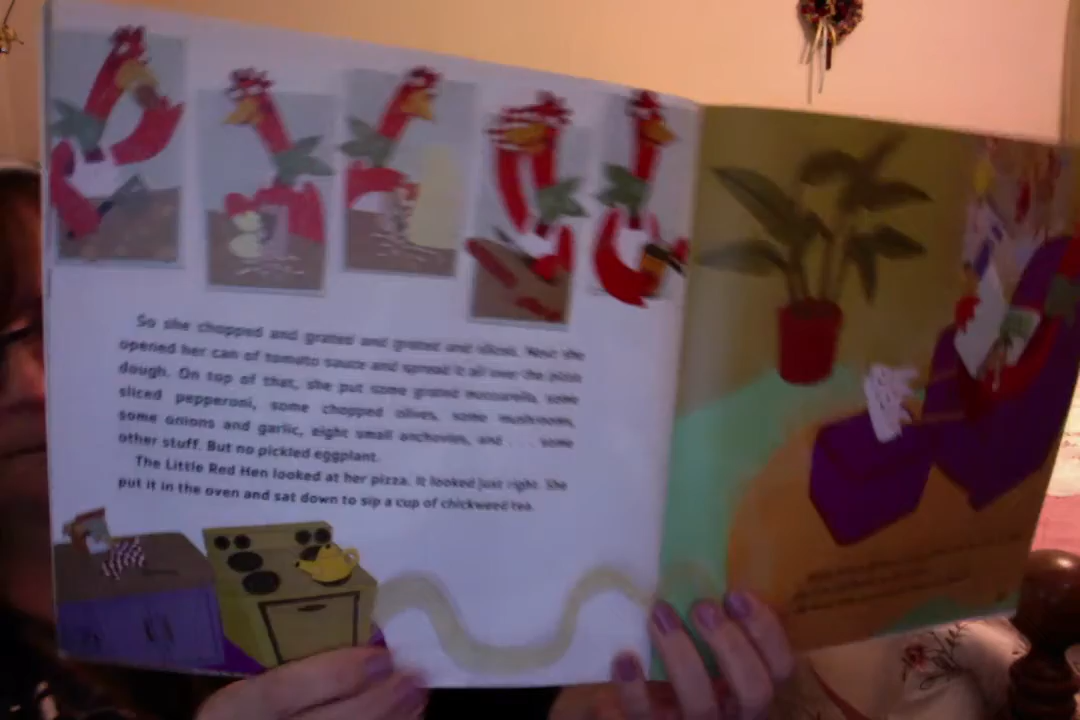 So she chopped and grated and grated and sliced. Next she
opened her can of tomato sauce and spread it all over the pizza
dough. On top of that, she put some grated mozzarella, some
sliced pepperoni, some chopped olives, some mushrooms,
some onions and garlic, eight small anchovies, and . . . some
other stuff. But no pickled eggplant.
The Little Red Hen looked at her pizza. It looked just right. She
put it in the oven and sat down to sip a cup of chickweed tea.